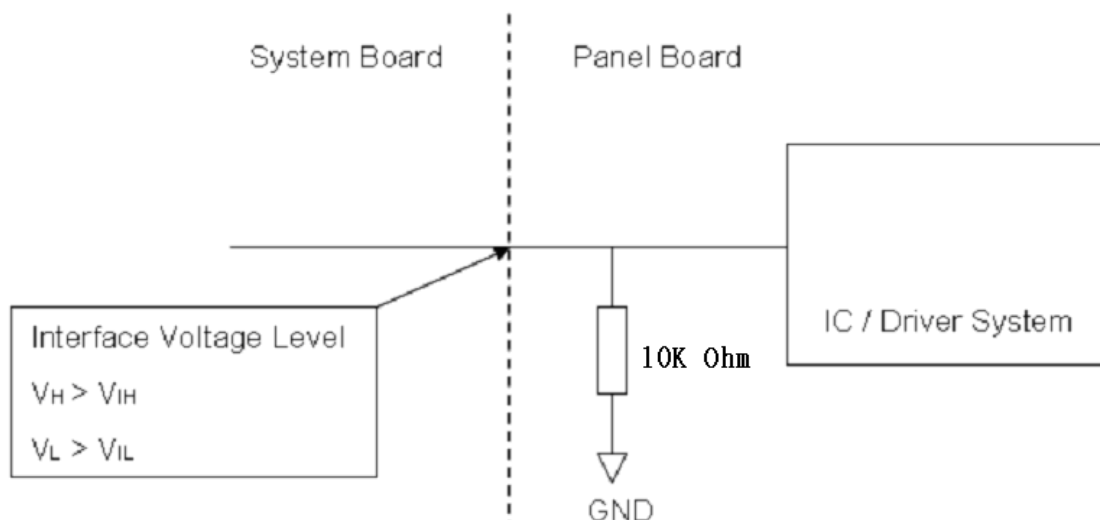 System Board
Panel Board
Interface Voltage Level
VH > VIH
VL > VIL
10K Ohm
IC / Driver System
GND